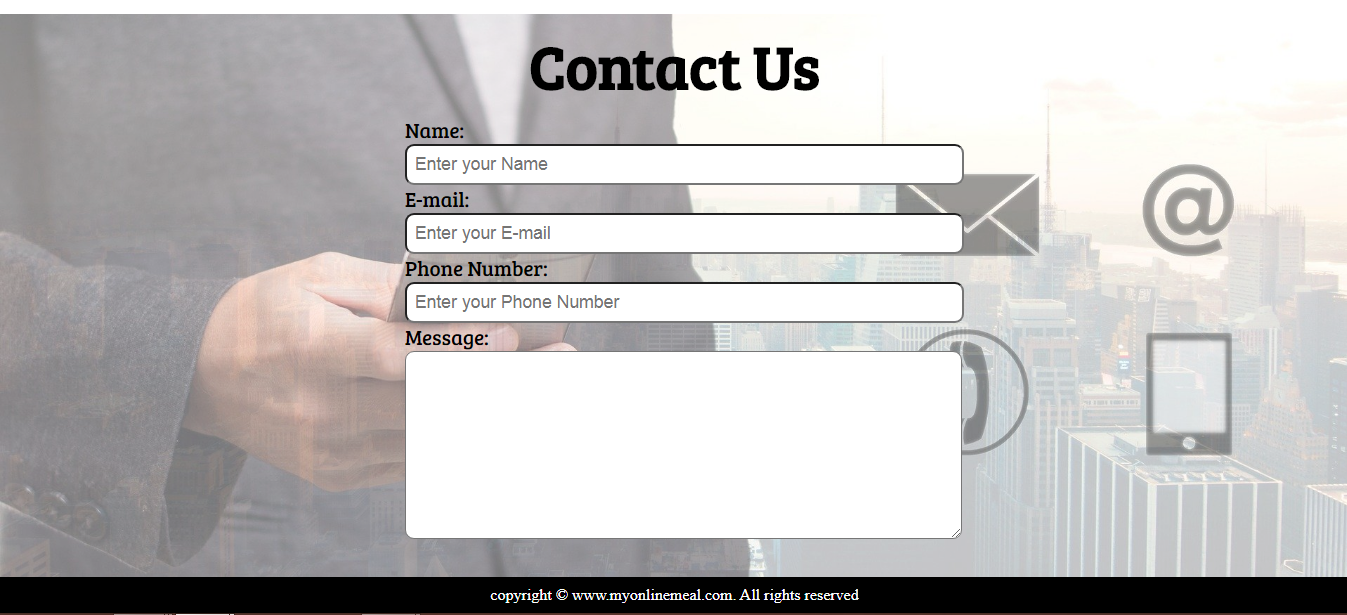 Contact Us
Name:
Enter your Name
E-mail:
Enter your E-mail
Phone Number:
Enter your Phone Number
Message:
copyright © www.myonlinemeal.com. All rights reserved